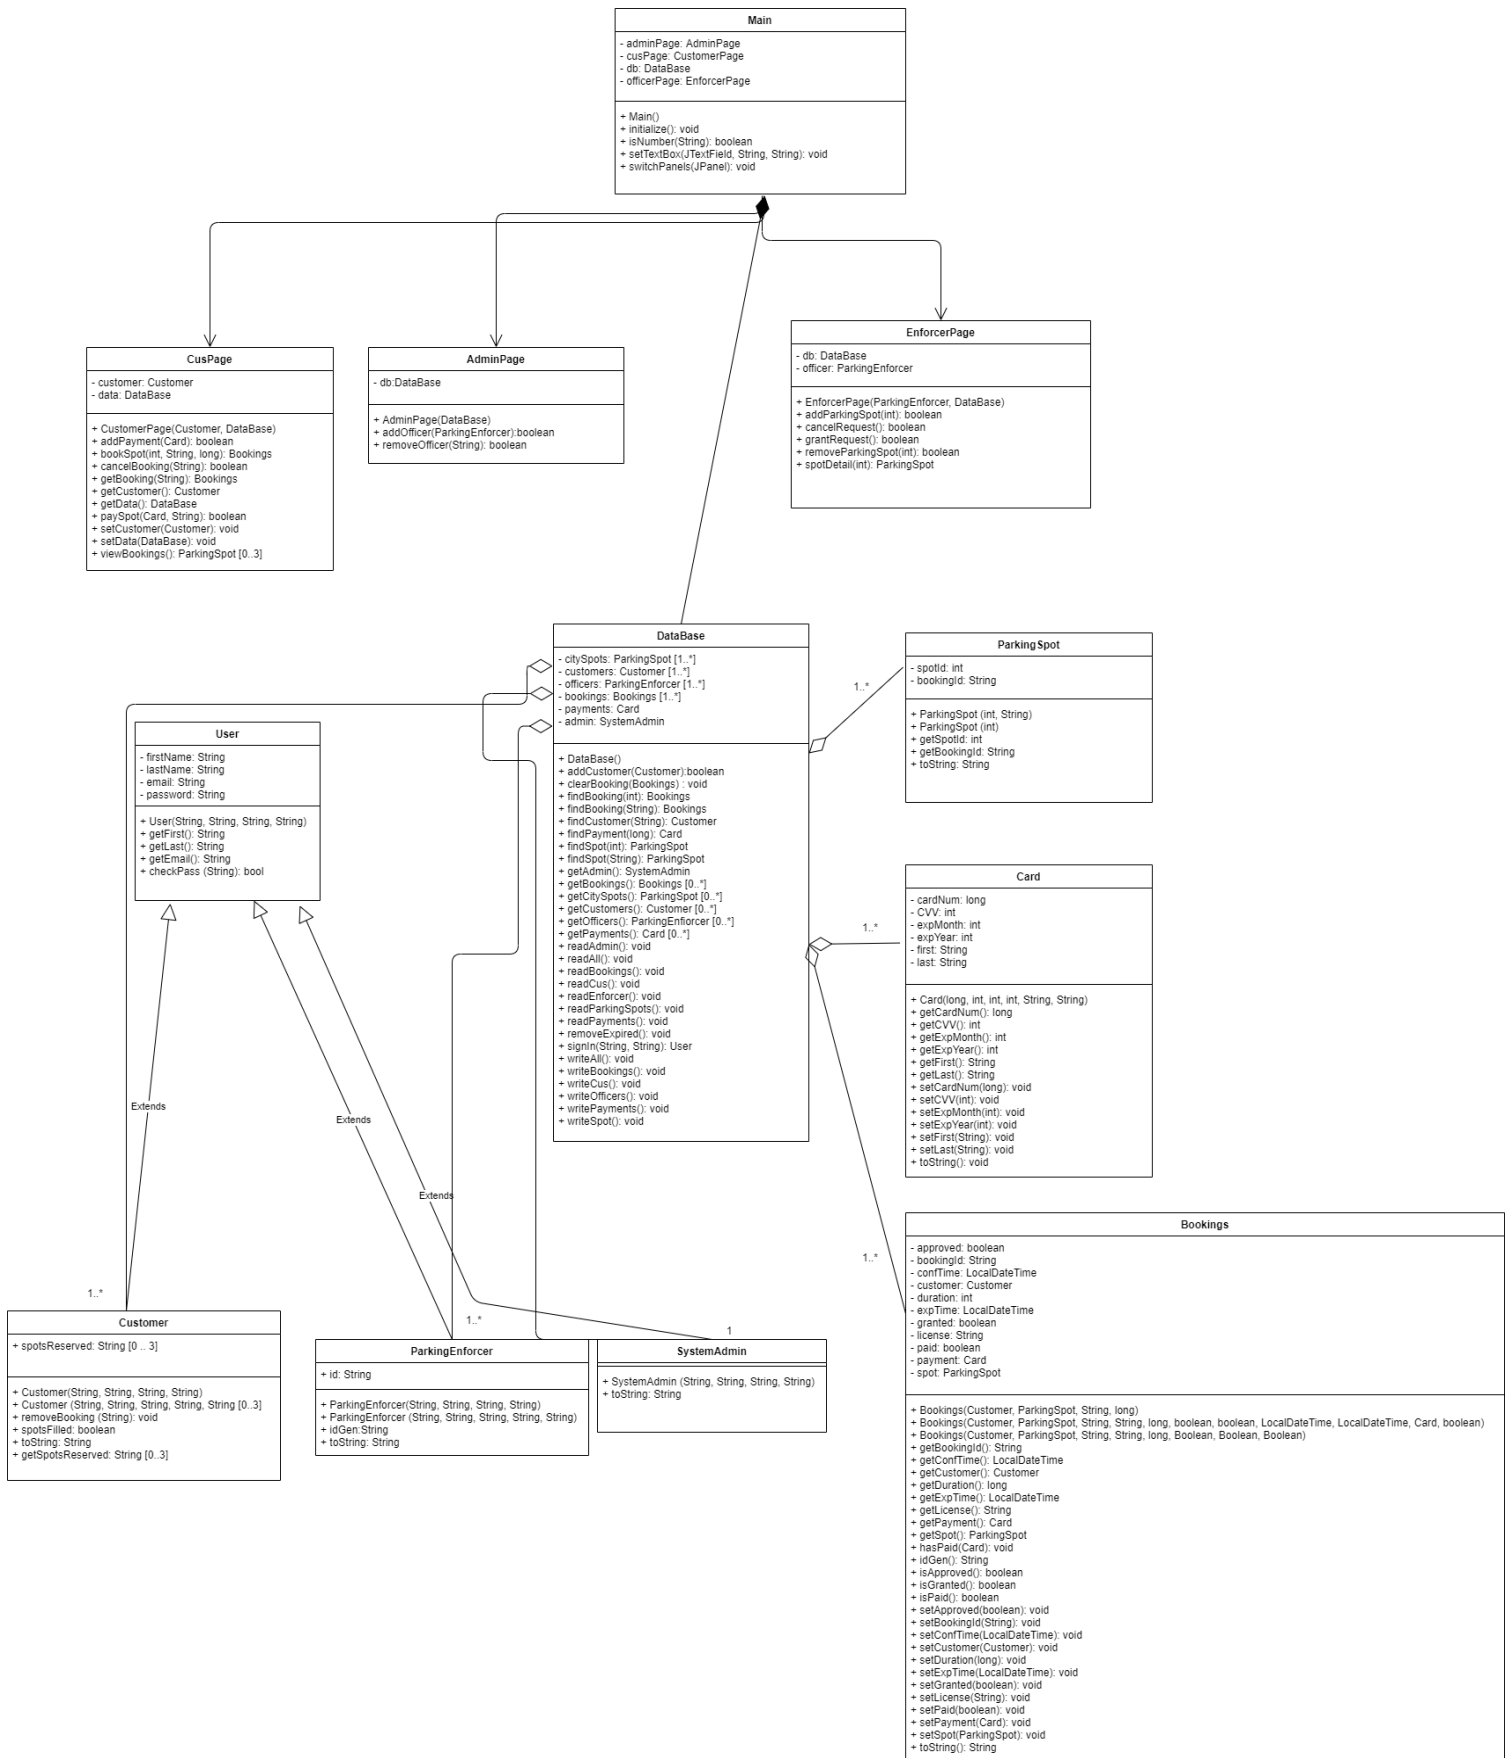 Main
- adminPage: AdminPage
- cusPage: CustomerPage
- db: DataBase
- officerPage: EnforcerPage
+ Main()
+ initialize(): void
+ isNumber(String): boolean
+ setTextBox(JTextField, String, String): void
+ switchPanels(JPanel): void
CusPage
- customer: Customer
- data: DataBase
+ CustomerPage(Customer, DataBase)
+ addPayment(Card): boolean
+ bookSpot(int, String, long): Bookings
+ cancelBooking(String): boolean
+ getBooking(String): Bookings
+ getCustomer(): Customer
+ getData(): DataBase
+ paySpot(Card, String): boolean
+ setCustomer(Customer): void
+ setData(DataBase): void
+ viewBookings(): ParkingSpot [0..3]
AdminPage
- db:DataBase
+ AdminPage(DataBase)
+ addOfficer(ParkingEnforcer):boolean
+ removeOfficer(String): boolean
EnforcerPage
- db: DataBase
- officer: ParkingEnforcer
+ EnforcerPage(ParkingEnforcer, DataBase)
+ addParkingSpot(int): boolean
+ cancelRequest(): boolean
+ grantRequest(): boolean
+ removeParkingSpot(int): boolean
+ spotDetail(int): ParkingSpot
DataBase
- citySpots: ParkingSpot [1..*]
- customers: Customer [1..*]
- officers: ParkingEnforcer [1..*]
- bookings: Bookings [1..*]
- payments: Card
- admin: SystemAdmin
+ DataBase()
+ addCustomer(Customer):boolean
+ clearBooking(Bookings) : void
+ findBooking(int): Bookings
+ findBooking(String): Bookings
+ findCustomer(String): Customer
+ findPayment(long): Card
+ findSpot(int): ParkingSpot
+ findSpot(String): ParkingSpot
+ getAdmin(): SystemAdmin
+ getBookings(): Bookings [0..*]
+ getCitySpots(): ParkingSpot [0..*]
+ getCustomers(): Customer [0..*]
+ getOfficers(): ParkingEnforcer [0..*]
+ getPayments(): Card [0..*]
+ readAdmin(): void
+ readAll(): void
+ readBookings(): void
+ readCus(): void
+ readEnforcer(): void
+ readParkingSpots(): void
+ readPayments(): void
+ removeExpired(): void
+ signIn(String, String): User
+ writeAll(): void
+ writeBookings(): void
+ writeCus(): void
+ writeOfficers(): void
+ writePayments(): void
+ writeSpot(): void
1..*
ParkingSpot
- spotId: int
- bookingId: String
+ ParkingSpot (int, String)
+ ParkingSpot (int)
+ getSpotId: int
+ getBookingId: String
+ toString: String
User
- firstName: String
- lastName: String
- email: String
- password: String
+ User(String, String, String, String)
+ getFirst(): String
+ getLast(): String
+ getEmail(): String
+ checkPass (String): bool
1..*
Card
- cardNum: long
- CVV: int
- expMonth: int
- expYear: int
- first: String
- last: String
+ Card(long, int, int, int, String, String)
+ getCardNum(): long
+ getCVV(): int
+ getExpMonth(): int
+ getExpYear(): int
+ getFirst(): String
+ getLast(): String
+ setCardNum(long): void
+ setCVV(int): void
+ setExpMonth(int): void
+ setExpYear(int): void
+ setFirst(String): void
+ setLast(String): void
+ toString(): void
Extends
Extends
Extends
1..*
1..*
1..*
1
Customer
+ spotsReserved: String [0 .. 3]
+ Customer(String, String, String, String)
+ Customer (String, String, String, String, String [0..3]
+ removeBooking (String): void
+ spotsFilled: boolean
+ toString: String
+ getSpotsReserved: String [0..3]
ParkingEnforcer
+ id: String
+ ParkingEnforcer(String, String, String, String)
+ ParkingEnforcer (String, String, String, String, String)
+ idGen:String
+ toString: String
SystemAdmin
+ SystemAdmin (String, String, String, String)
+ toString: String
Bookings
- approved: boolean
- bookingId: String
- confTime: LocalDateTime
- customer: Customer
- duration: int
- expTime: LocalDateTime
- granted: boolean
- license: String
- paid: boolean
- payment: Card
- spot: ParkingSpot
+ Bookings(Customer, ParkingSpot, String, long)
+ Bookings(Customer, ParkingSpot, String, String, long, boolean, boolean, LocalDateTime, LocalDateTime, Card, boolean)
+ Bookings(Customer, ParkingSpot, String, String, long, Boolean, Boolean, Boolean)
+ getBookingId(): String
+ getConfTime(): LocalDateTime
+ getCustomer(): Customer
+ getDuration(): long
+ getExpTime(): LocalDateTime
+ getLicense(): String
+ getPayment(): Card
+ getSpot(): ParkingSpot
+ hasPaid(Card): void
+ idGen(): String
+ isApproved(): boolean
+ isGranted(): boolean
+ isPaid(): boolean
+ setApproved(boolean): void
+ setBookingId(String): void
+ setConfTime(LocalDateTime): void
+ setCustomer(Customer): void
+ setDuration(long): void
+ setExpTime(LocalDateTime): void
+ setGranted(boolean): void
+ setLicense(String): void
+ setPaid(boolean): void
+ setPayment(Card): void
+ setSpot(ParkingSpot): void
+ toString(): String